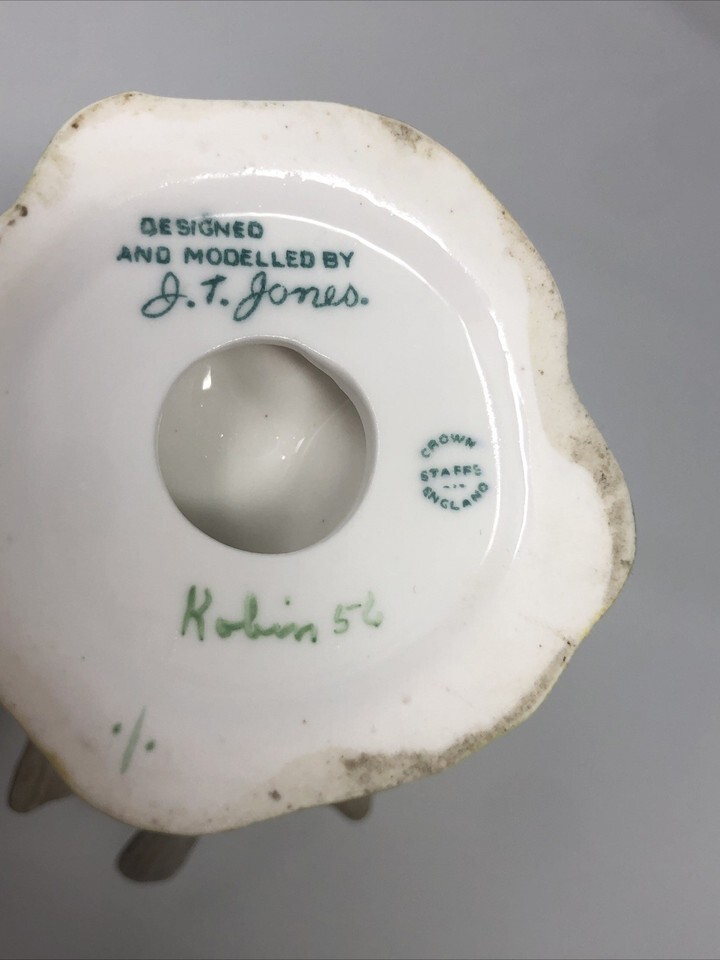 DESIGNED
AND MODELLED BY
J. T. Jones.
CROWN
STAFFS
ENGLAND
Robin 56
./.